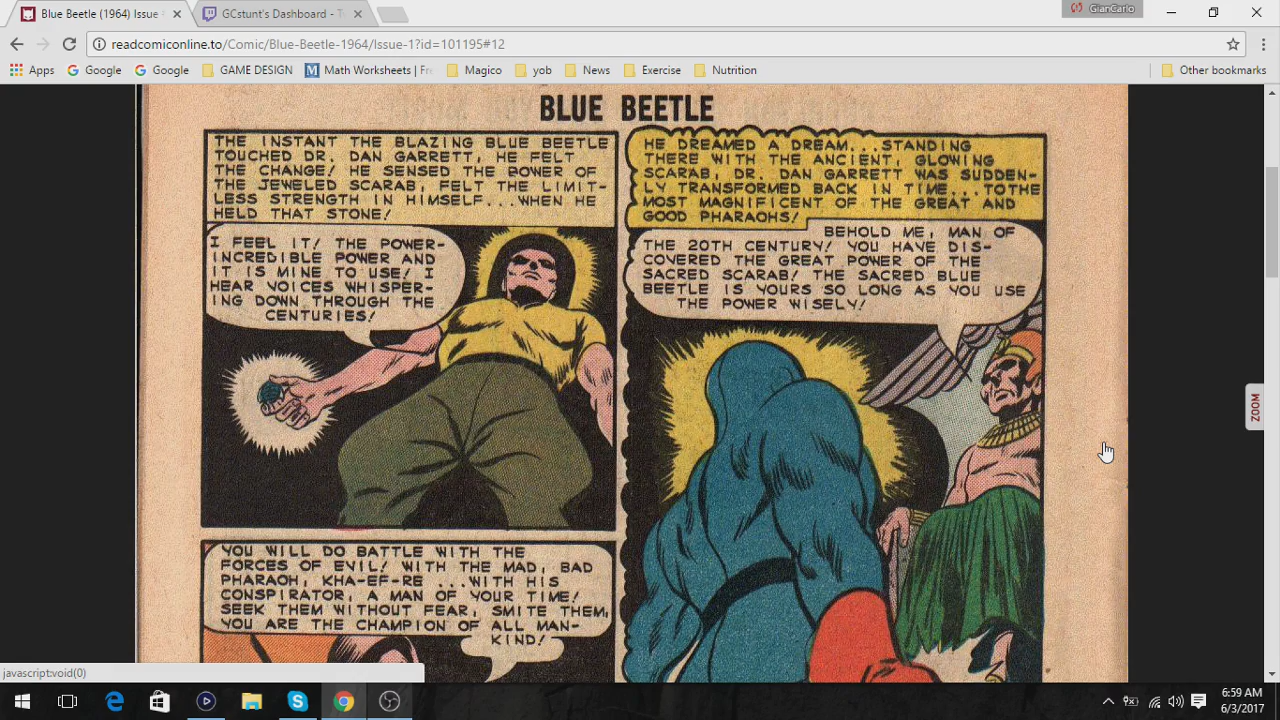 Blue Beetle (1964) Issue
GCstunt's Dashboard - Tw
GianCarlo
readcomiconline.to/Comic/Blue-Beetle-1964/Issue-1?id=101195#12
Apps Google Google GAME DESIGN Math Worksheets | Fr Magico yob News Exercise Nutrition Other bookmarks
BLUE BEETLE
THE INSTANT THE BLAZING BLUE BEETLE
TOUCHED DR. DAN GARRETT, HE FELT
THE CHANGE! HE SENSED THE POWER OF
THE JEWELED SCARAB, FELT THE LIMIT-
LESS STRENGTH IN HIMSELF...WHEN HE
HELD THAT STONE!
I FEEL IT! THE POWER-
INCREDIBLE POWER AND
IT IS MINE TO USE! I
HEAR VOICES WHISPER-
ING DOWN THROUGH THE
CENTURIES!
HE DREAMED A DREAM...STANDING
THERE WITH THE ANCIENT, GLOWING
SCARAB, DR. DAN GARRETT WAS SUDDEN-
LY TRANSFORMED BACK IN TIME...TO THE
MOST MAGNIFICENT OF THE GREAT AND
GOOD PHARAOHS!
BEHOLD ME, MAN OF
THE 20TH CENTURY! YOU HAVE DIS-
COVERED THE GREAT POWER OF THE
SACRED SCARAB! THE SACRED BLUE
BEETLE IS YOURS SO LONG AS YOU USE
THE POWER WISELY!
YOU WILL DO BATTLE WITH THE
FORCES OF EVIL! WITH THE MAD, BAD
PHARAOH, KHA-EF-RE ...WITH HIS
CONSPIRATOR, A MAN OF YOUR TIME!
SEEK THEM WITHOUT FEAR, SMITE THEM,
YOU ARE THE CHAMPION OF ALL MAN-
KIND!
ZOOM
javascript:void(0)
6:59 AM
6/3/2017